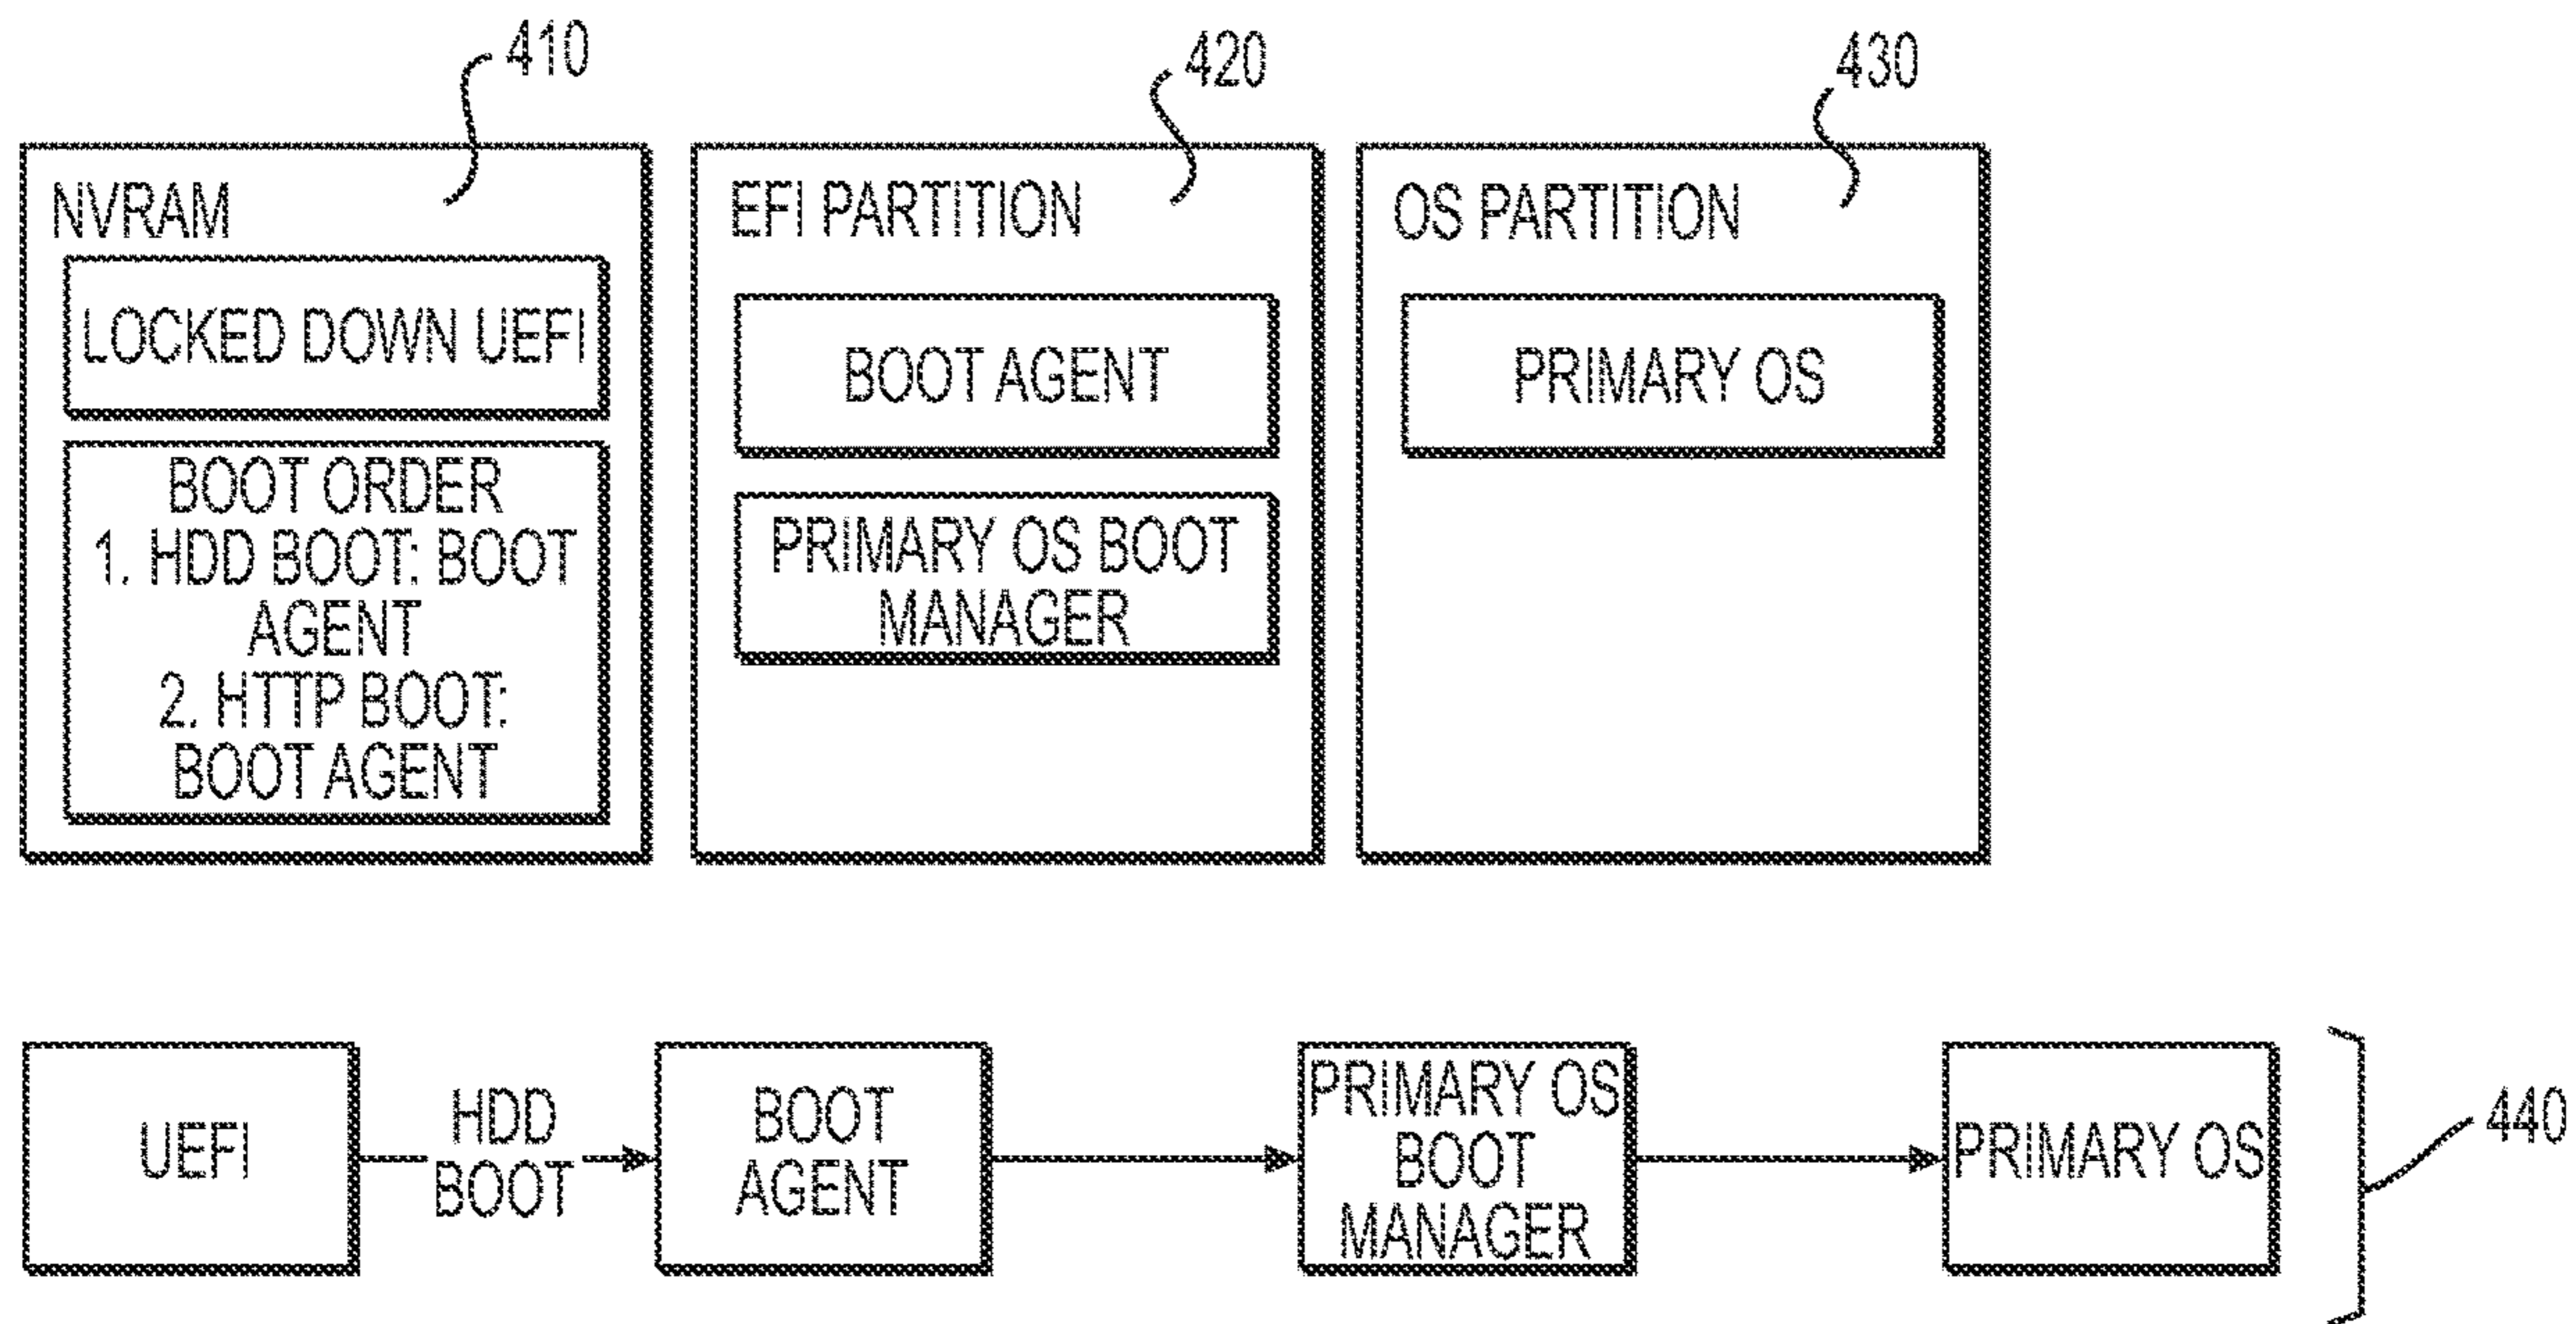 410
420
430
NVRAM
LOCKED DOWN UEFI
BOOT ORDER
1. HDD BOOT: BOOT
AGENT
2. HTTP BOOT:
BOOT AGENT
EFI PARTITION
BOOT AGENT
PRIMARY OS BOOT
MANAGER
OS PARTITION
PRIMARY OS
UEFI
HDD
BOOT
BOOT
AGENT
PRIMARY OS
BOOT
MANAGER
PRIMARY OS
440